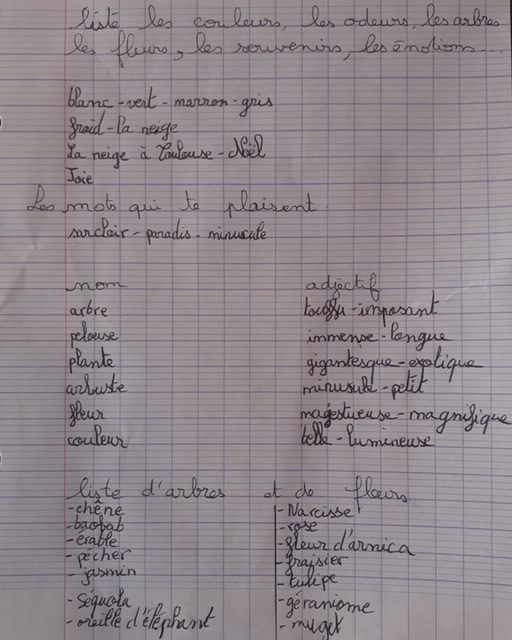 liste les couleurs, les odeurs, les arbres
les fleurs, les souvenirs, les émotions...
blanc - vert - marron - gris
froid - la neige
La neige à Toulouse - Noël
Joie
Les mots qui te plaisent.
sarcloir - paradis - minuscule
nom adjectif
arbre touffu - imposant
pelouse immense - longue
plante gigantesque - exotique
arbuste minuscule - petit
fleur magestueuse - magnifique
couleur belle - lumineuse
liste d'arbres et de fleurs
- chêne - Narcisse
- baobab - rose
- érable - fleur d'arnica
- pécher - fraisier
- jasmin - tulipe
- Séquoia - géraniome
- oreille d'éléphant - muget